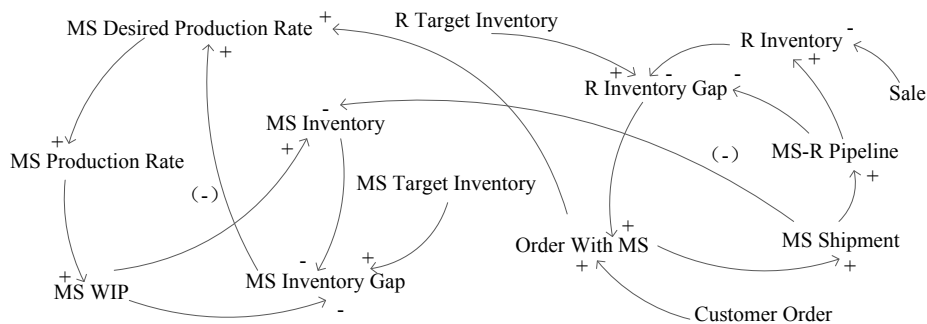 MS Desired Production Rate +
+
R Target Inventory
R Inventory -
+
+ - -
R Inventory Gap
Sale
-
MS Inventory
+
+
MS Production Rate
(-)
(-)
MS-R Pipeline
+
MS Target Inventory
+
Order With MS
+
MS Shipment
+
+
MS WIP
- +
MS Inventory Gap
-
Customer Order